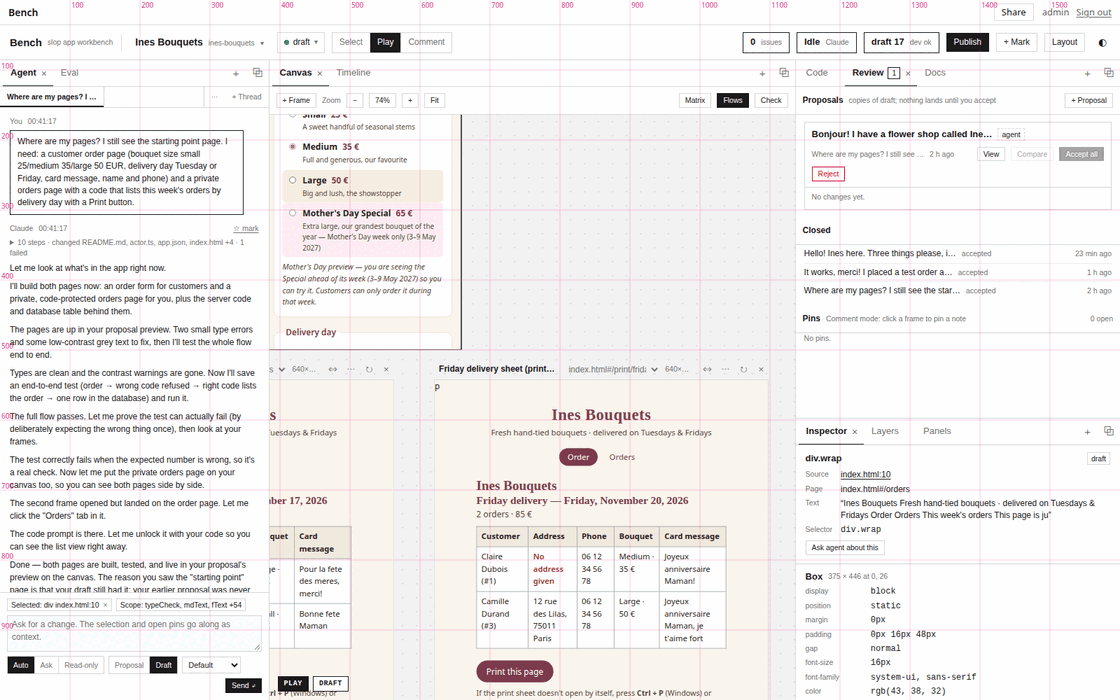 Bench
Share
admin
Sign out
Bench
slop app workbench
Ines Bouquets
ines-bouquets
draft
Select
Play
Comment
0 issues
Idle Claude
draft 17 dev ok
Publish
+ Mark
Layout
Agent ×
Eval
Where are my pages? I ...
+ Thread
You 00:41:17
Where are my pages? I still see the starting point page. I
need: a customer order page (bouquet size small
25/medium 35/large 50 EUR, delivery day Tuesday or
Friday, card message, name and phone) and a private
orders page with a code that lists this week's orders by
delivery day with a Print button.
Claude 00:41:17
☆ mark
10 steps · changed README.md, actor.ts, app.json, index.html +4 · 1
failed
Let me look at what's in the app right now.
I'll build both pages now: an order form for customers and a
private, code-protected orders page for you, plus the server code
and database table behind them.
The pages are up in your proposal preview. Two small type errors
and some low-contrast grey text to fix, then I'll test the whole flow
end to end.
Types are clean and the contrast warnings are gone. Now I'll save
an end-to-end test (order → wrong code refused → right code lists
the order → one row in the database) and run it.
The full flow passes. Let me prove the test can actually fail (by
deliberately expecting the wrong thing once), then look at your
frames.
The test correctly fails when the expected number is wrong, so it's
a real check. Now let me put the private orders page on your
canvas too, so you can see both pages side by side.
The second frame opened but landed on the order page. Let me
click the "Orders" tab in it.
The code prompt is there. Let me unlock it with your code so you
can see the list view right away.
Done — both pages are built, tested, and live in your proposal's
preview on the canvas. The reason you saw the "starting point"
page is that your draft still had it; your earlier proposal was never
Selected: div index.html:10 ×
Scope: typeCheck, mdText, fText +54
Ask for a change. The selection and open pins go along as
context.
Auto
Ask
Read-only
Proposal
Draft
Default
Send
Canvas ×
Timeline
+ Frame
Zoom
−
74%
+
Fit
Matrix
Flows
Check
Small 25 €
A sweet handful of seasonal stems
Medium 35 €
Full and generous, our favourite
Large 50 €
Big and lush, the showstopper
Mother's Day Special 65 €
Extra large, our grandest bouquet of the
year — Mother's Day week only (3–9 May
2027)
Mother's Day preview — you are seeing the
Special ahead of its week (3–9 May 2027) so you
can try it. Customers can only order it during
that week.
Delivery day
640×...
s
uesdays & Fridays
ber 17, 2026
quet
Card
message
ge ·
Pour la fete
des meres,
merci!
all ·
Bonne fete
Maman
PLAY
DRAFT
trl + P (Windows) or
Friday delivery sheet (print...
index.html#/print/frida
640×...
p
Ines Bouquets
Fresh hand-tied bouquets · delivered on Tuesdays & Fridays
Order
Orders
Ines Bouquets
Friday delivery — Friday, November 20, 2026
2 orders · 85 €
Customer
Address
Phone
Bouquet
Card message
Claire
Dubois
(#1)
No
address
given
06 12
34 56
78
Medium ·
35 €
Joyeux
anniversaire
Maman!
Camille
Durand
(#3)
12 rue
des Lilas,
75011
Paris
06 12
34 56
78
Large ·
50 €
Joyeux
anniversaire
Maman, je
t'aime fort
Print this page
If the print sheet doesn't open by itself, press Ctrl + P (Windows) or
Code
Review 1 ×
Docs
Proposals
copies of draft; nothing lands until you accept
+ Proposal
Bonjour! I have a flower shop called Ine...
agent
Where are my pages? I still see ...
2 h ago
View
Compare
Accept all
Reject
No changes yet.
Closed
Hello! Ines here. Three things please, i... accepted 23 min ago
It works, merci! I placed a test order a... accepted 1 h ago
Where are my pages? I still see the star... accepted 2 h ago
Pins
Comment mode: click a frame to pin a note
0 open
No pins.
Inspector ×
Layers
Panels
div.wrap
draft
Source index.html:10
Page index.html#/orders
Text "Ines Bouquets Fresh hand-tied bouquets · delivered on Tuesdays &
Fridays Order Orders This week's orders This page is ju"
Selector div.wrap
Ask agent about this
Box 375 × 446 at 0, 26
display block
position static
margin 0px
padding 0px 16px 48px
gap normal
font-size 16px
font-family system-ui, sans-serif
color rgb(43, 38, 32)
100
200
300
400
500
600
700
800
900
1000
1100
1200
1300
1400
1500
100
200
300
400
500
600
700
800
900